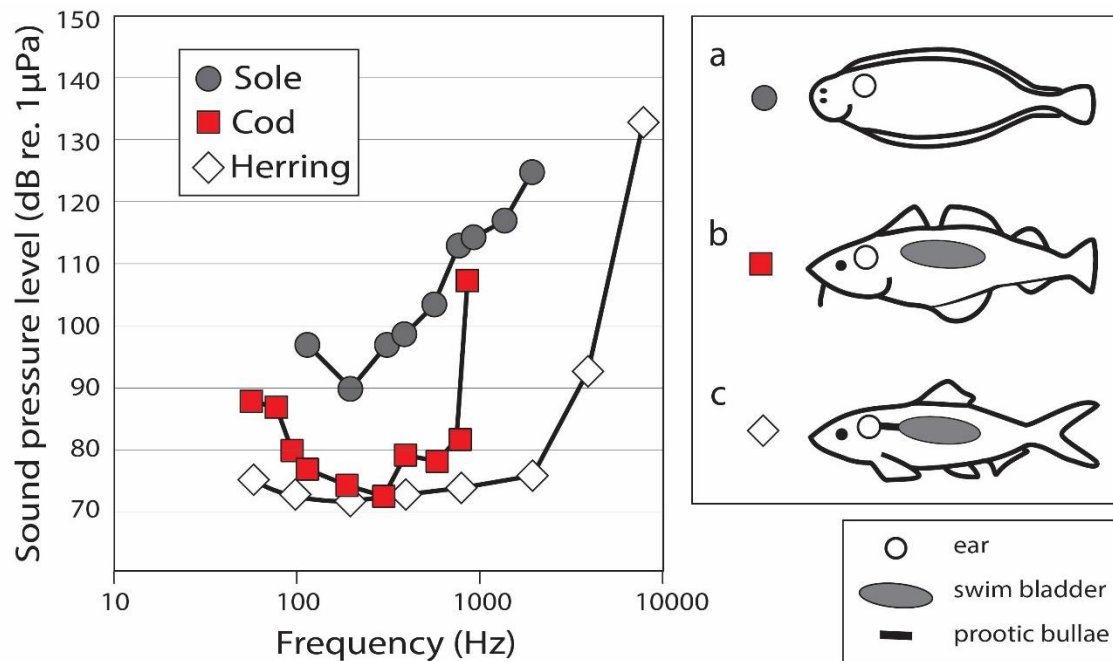 Sound pressure level (dB re. 1μPa)
150
140
130
120
110
100
90
80
70
Sole
Cod
Herring
10
100
1000
10000
Frequency (Hz)
a
b
c
ear
swim bladder
prootic bullae